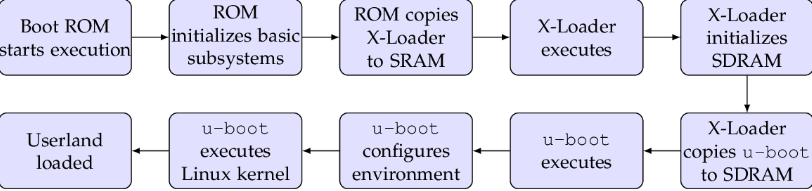 Boot ROM
starts execution
ROM
initializes basic
subsystems
ROM copies
X-Loader
to SRAM
X-Loader
executes
X-Loader
initializes
SDRAM
X-Loader
copies u-boot
to SDRAM
u-boot
executes
u-boot
configures
environment
u-boot
executes
Linux kernel
Userland
loaded